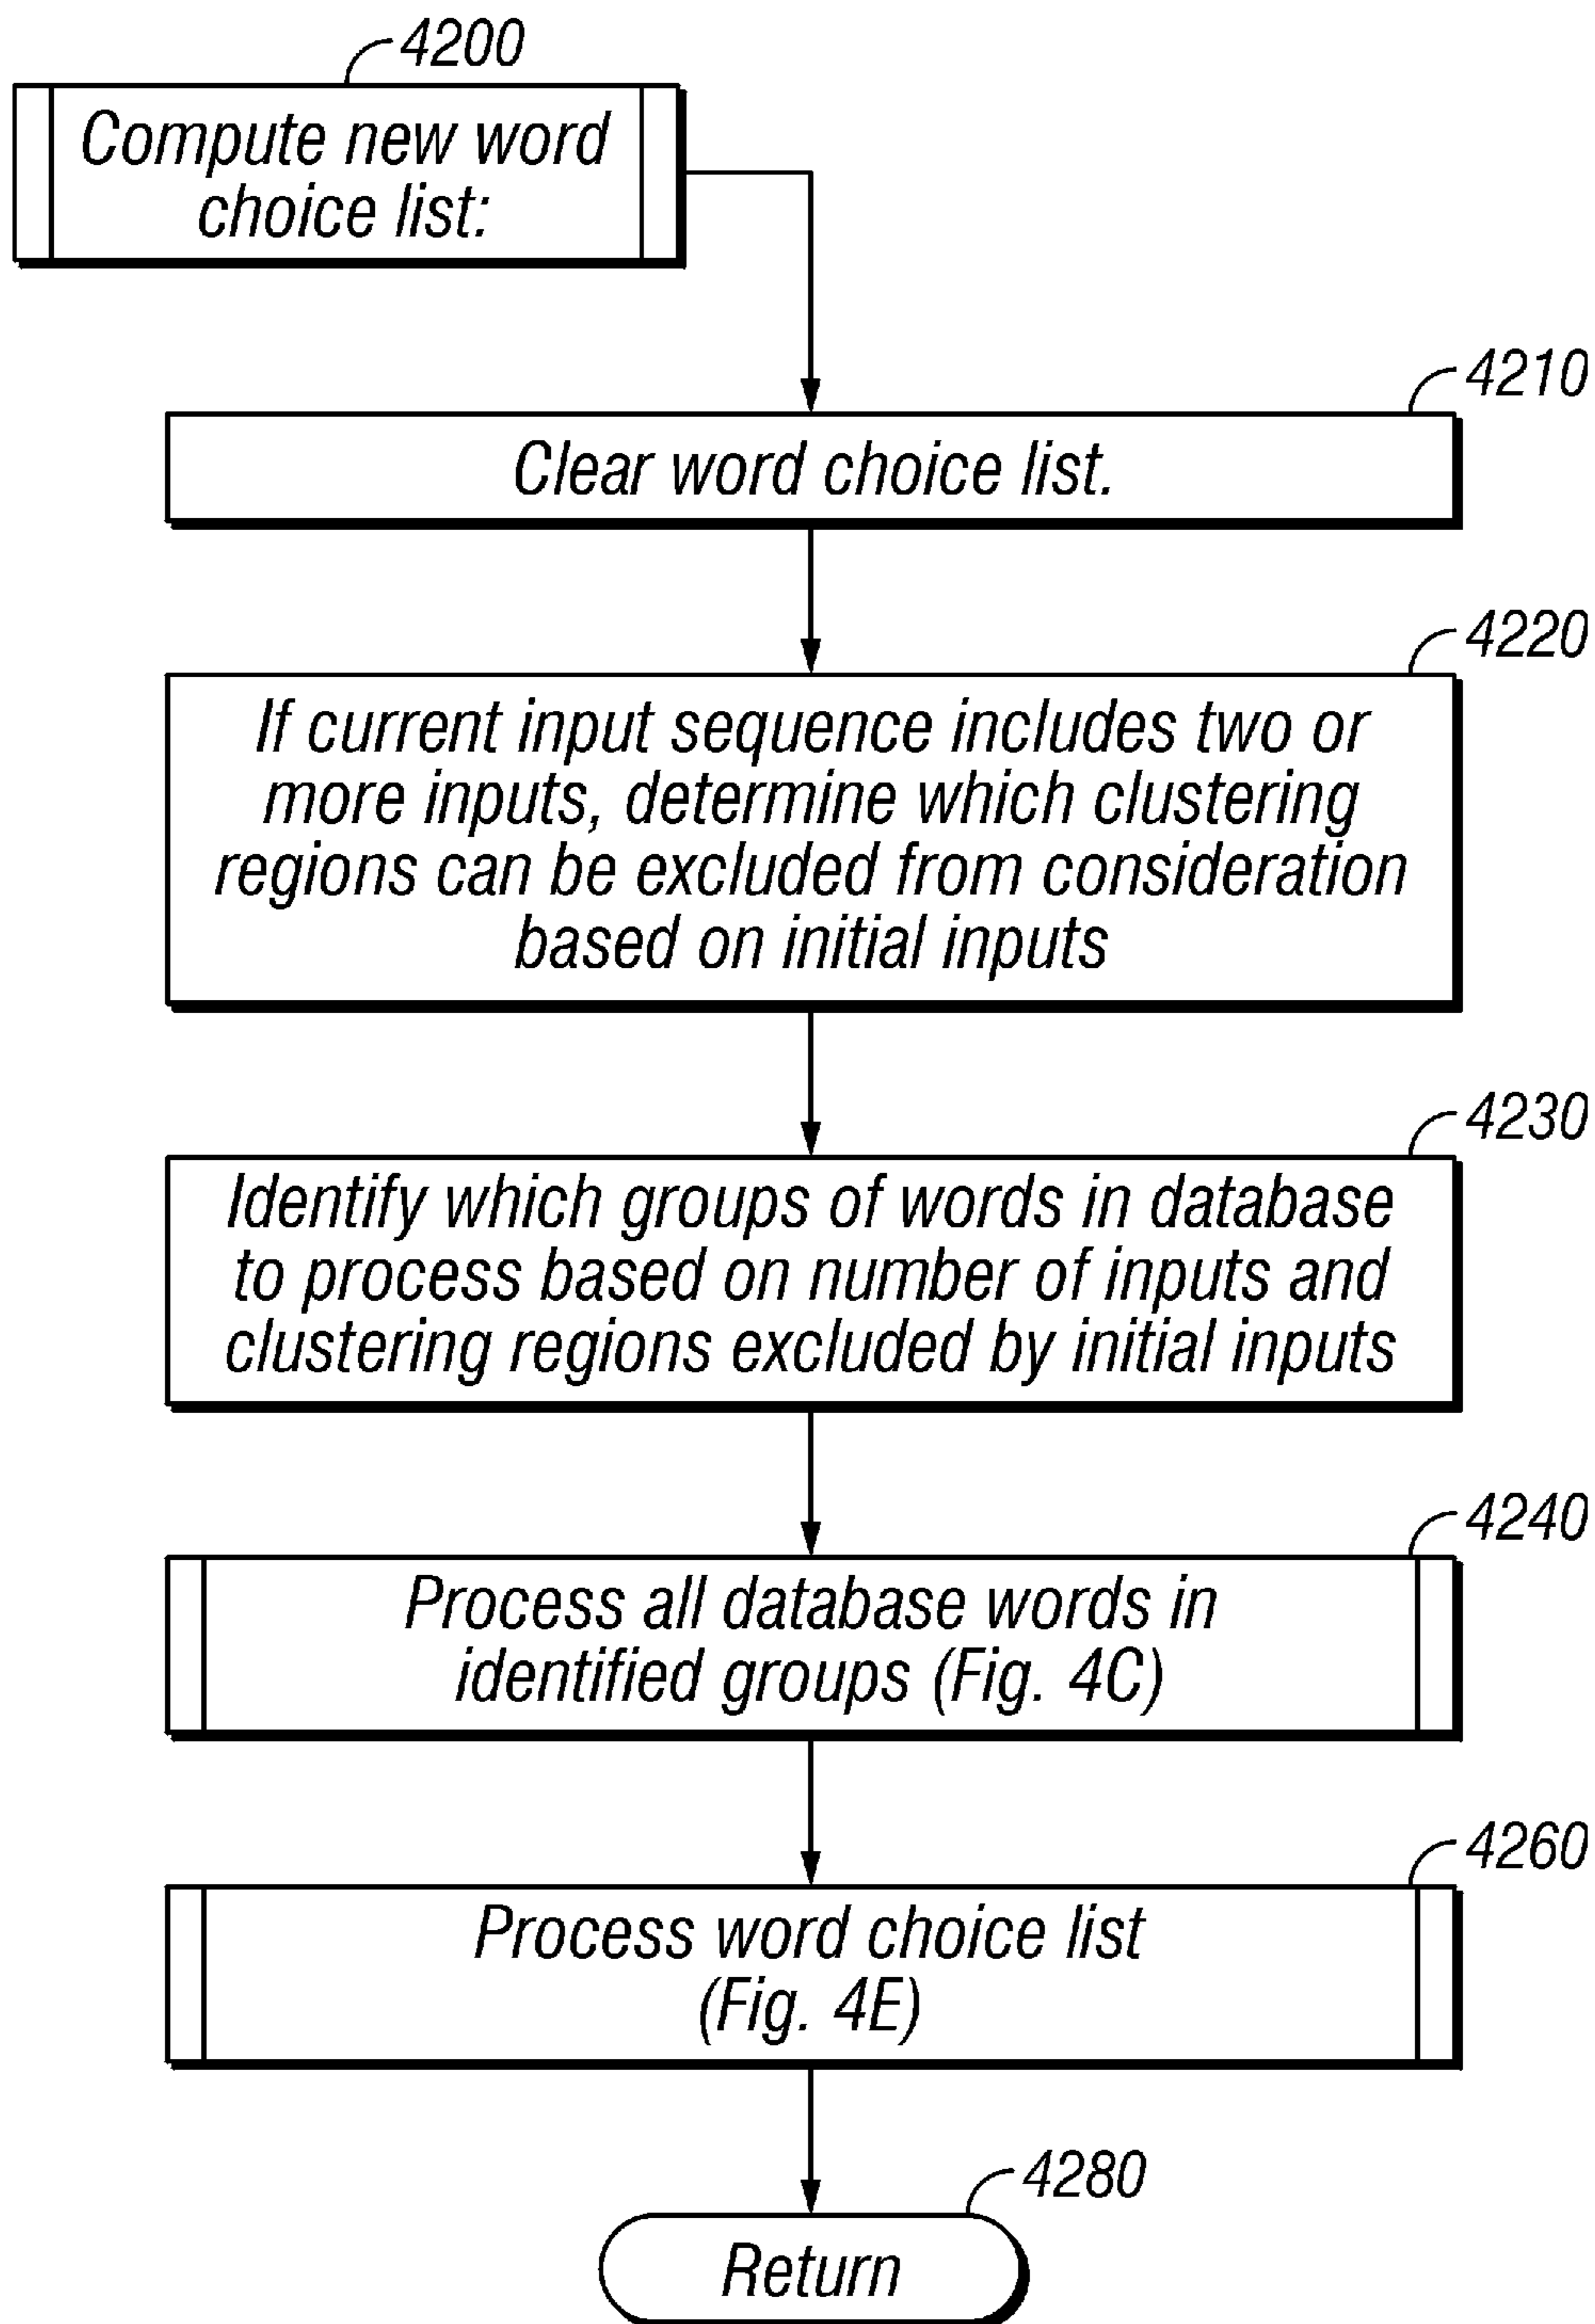 4200
Compute new word
choice list:
4210
Clear word choice list.
4220
If current input sequence includes two or
more inputs, determine which clustering
regions can be excluded from consideration
based on initial inputs
4230
Identify which groups of words in database
to process based on number of inputs and
clustering regions excluded by initial inputs
4240
Process all database words in
identified groups (Fig. 4C)
4260
Process word choice list
(Fig. 4E)
4280
Return